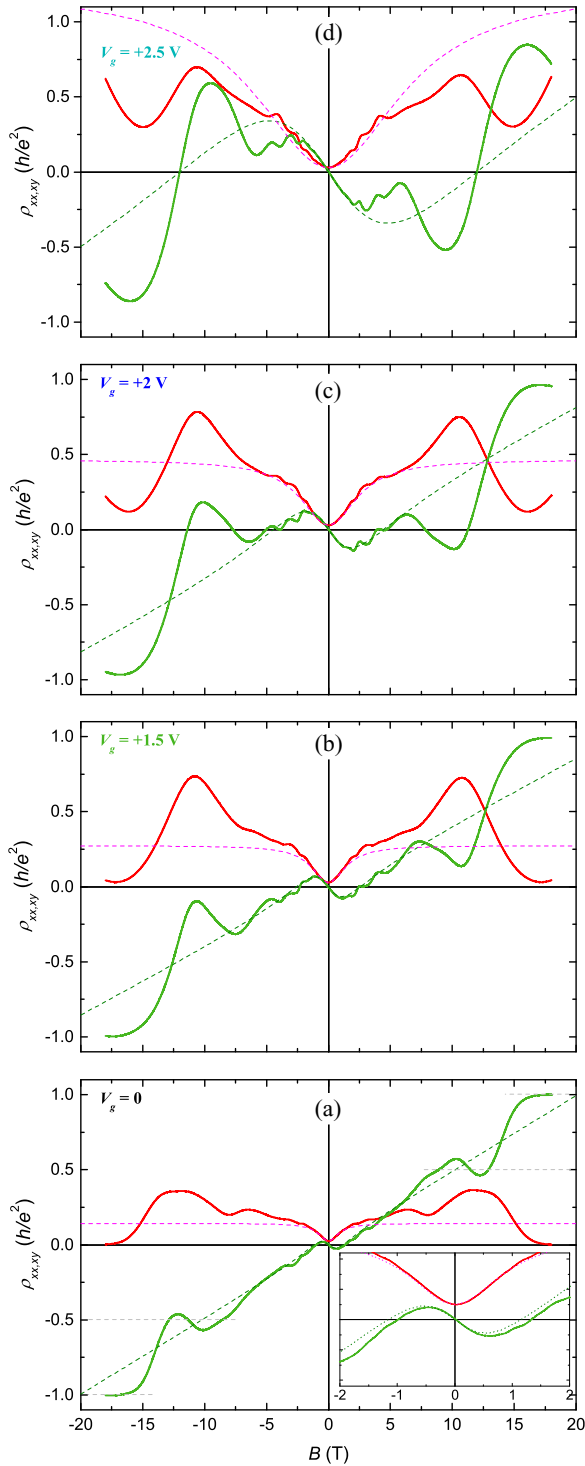 (d)
V_g = +2.5 V
1.0
0.5
0.0
-0.5
-1.0
ρ_xx,xy (h/e²)
(c)
V_g = +2 V
1.0
0.5
0.0
-0.5
-1.0
ρ_xx,xy (h/e²)
(b)
V_g = +1.5 V
1.0
0.5
0.0
-0.5
-1.0
ρ_xx,xy (h/e²)
(a)
V_g = 0
1.0
0.5
0.0
-0.5
-1.0
ρ_xx,xy (h/e²)
-2 -1 0 1 2
-20 -15 -10 -5 0 5 10 15 20
B (T)